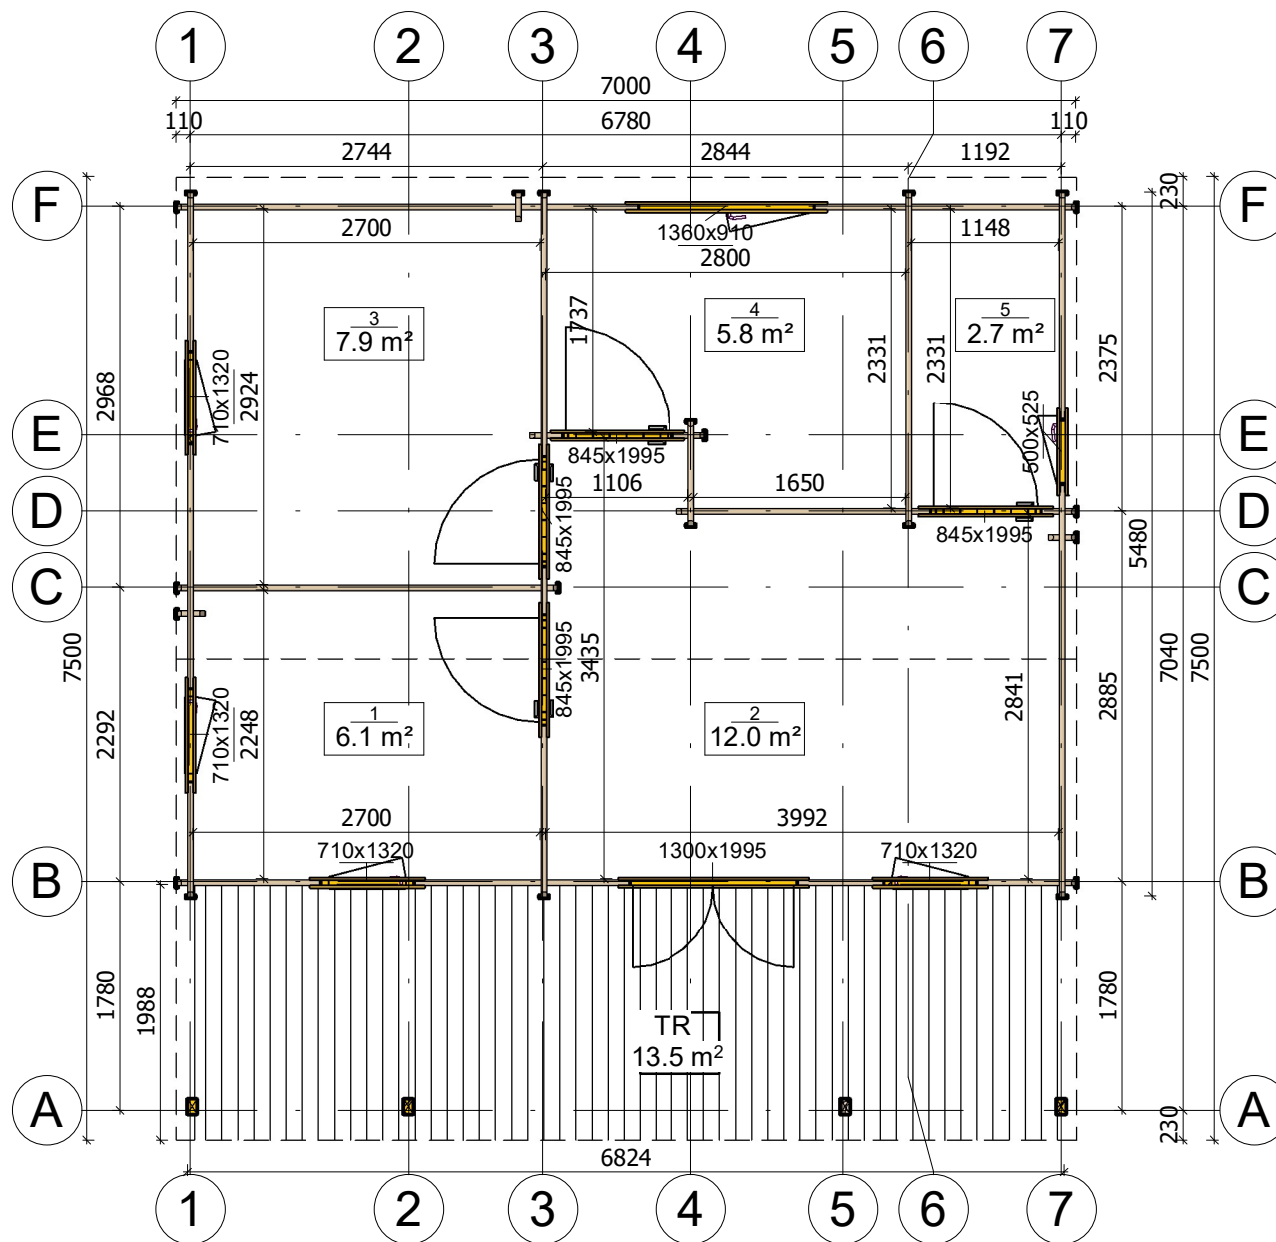 1 2 3 4 5 6 7
7000
110 6780 110
2744 2844 1192
F 230 F
2700 1360x910 1148
2800
3
7.9 m²
4
5.8 m²
5
2.7 m²
1737
2331 2331 2375
2968 710x1320 2924
E 845x1995 500x525 E
1106 1650
D 845x1995 845x1995 D
5480
C C
7500 845x1995 3435 7040 7500
2292 710x1320 2248 2841 2885
1
6.1 m²
2
12.0 m²
2700 3992
710x1320 1300x1995 710x1320
B B
1780 1988 1780
TR
13.5 m²
A 230 A
6824
1 2 3 4 5 6 7